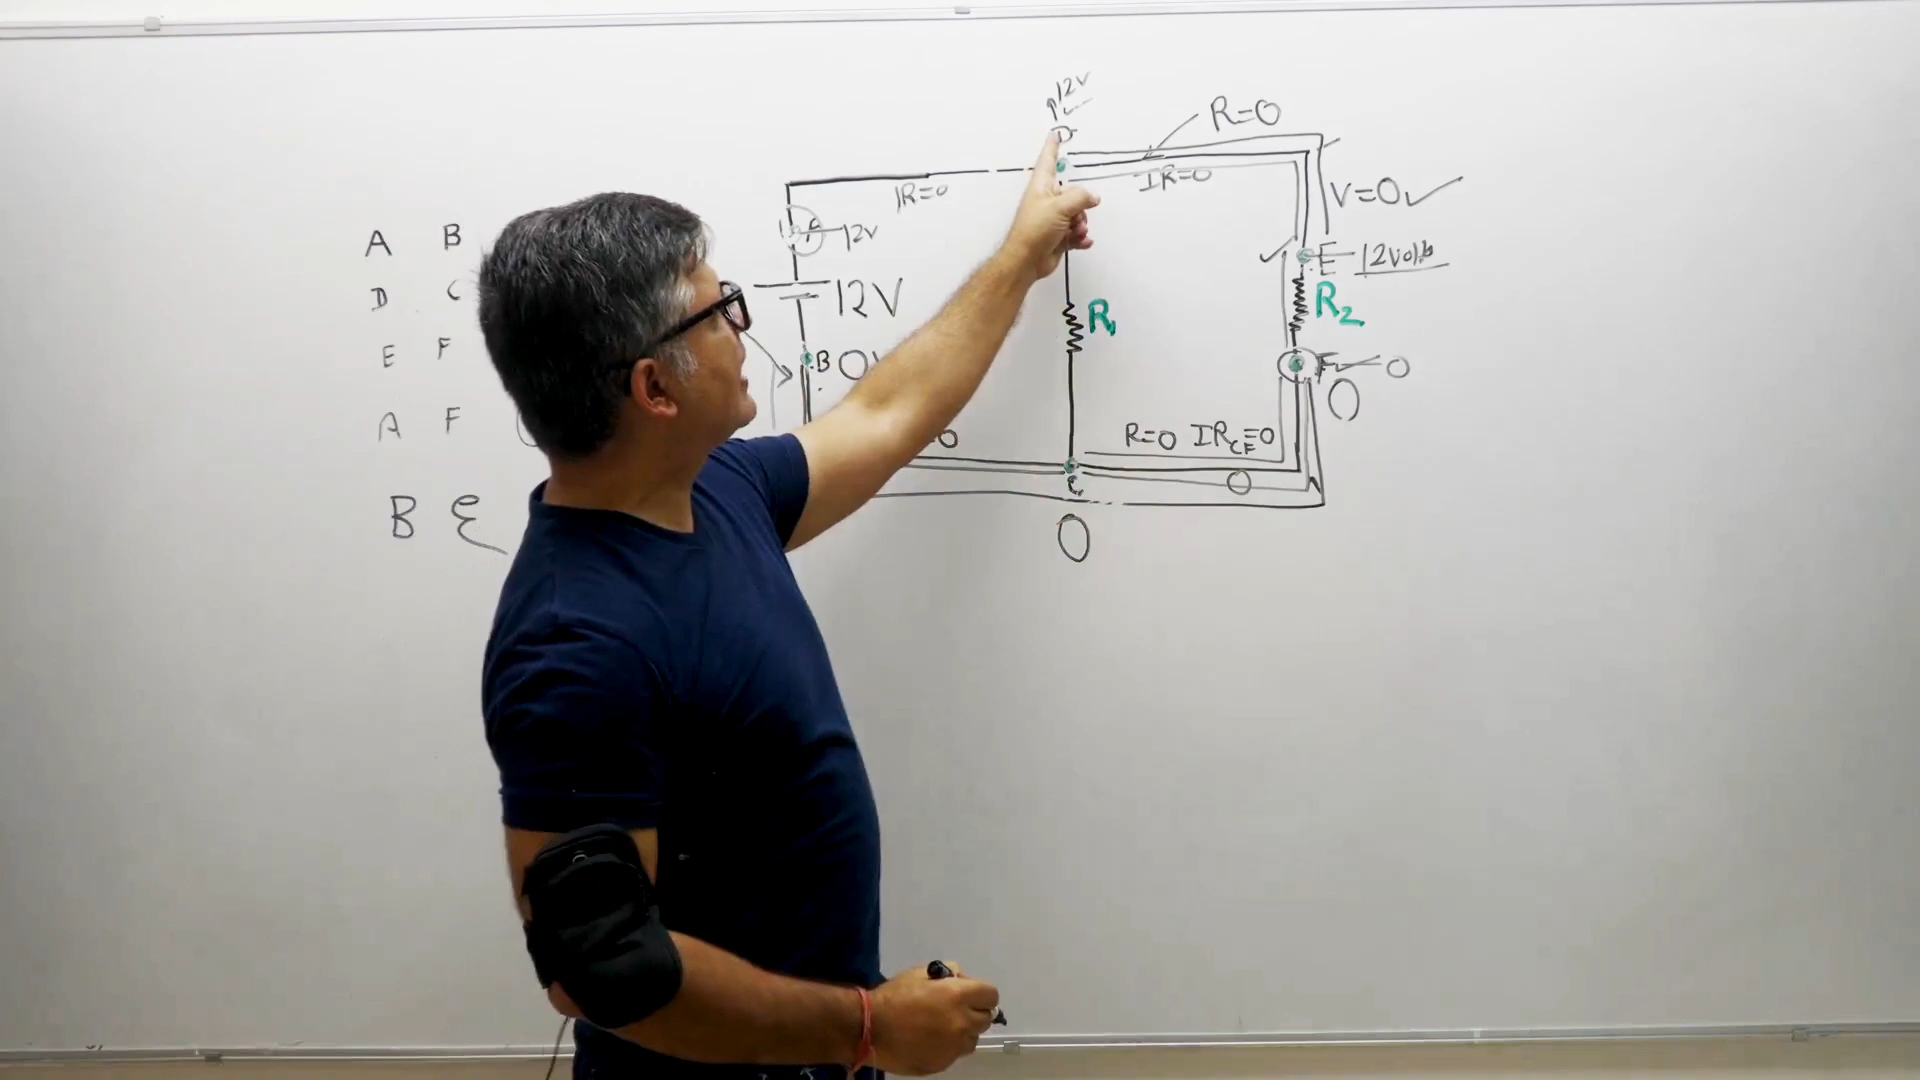 12V
D
R=0
IR=0
IR=0
V=0✓
A B
12V
E 12Volts
D C
12V
R1
R2
E F
B 0
F 0
0
A F
R=0 IRCF=0
0
C
B E
0